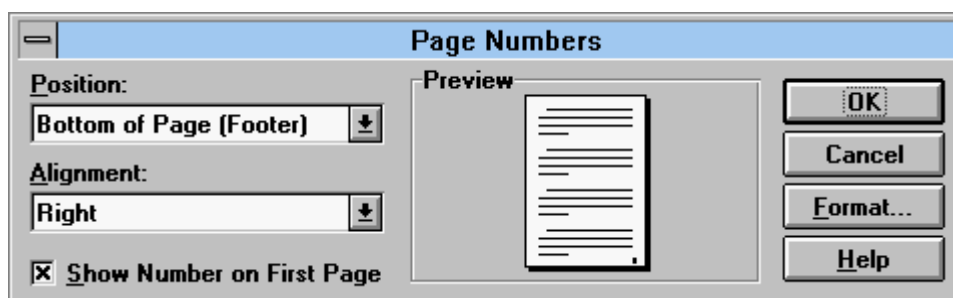 Page Numbers
Position:
Bottom of Page (Footer)
Alignment:
Right
Show Number on First Page
Preview
OK
Cancel
Format...
Help